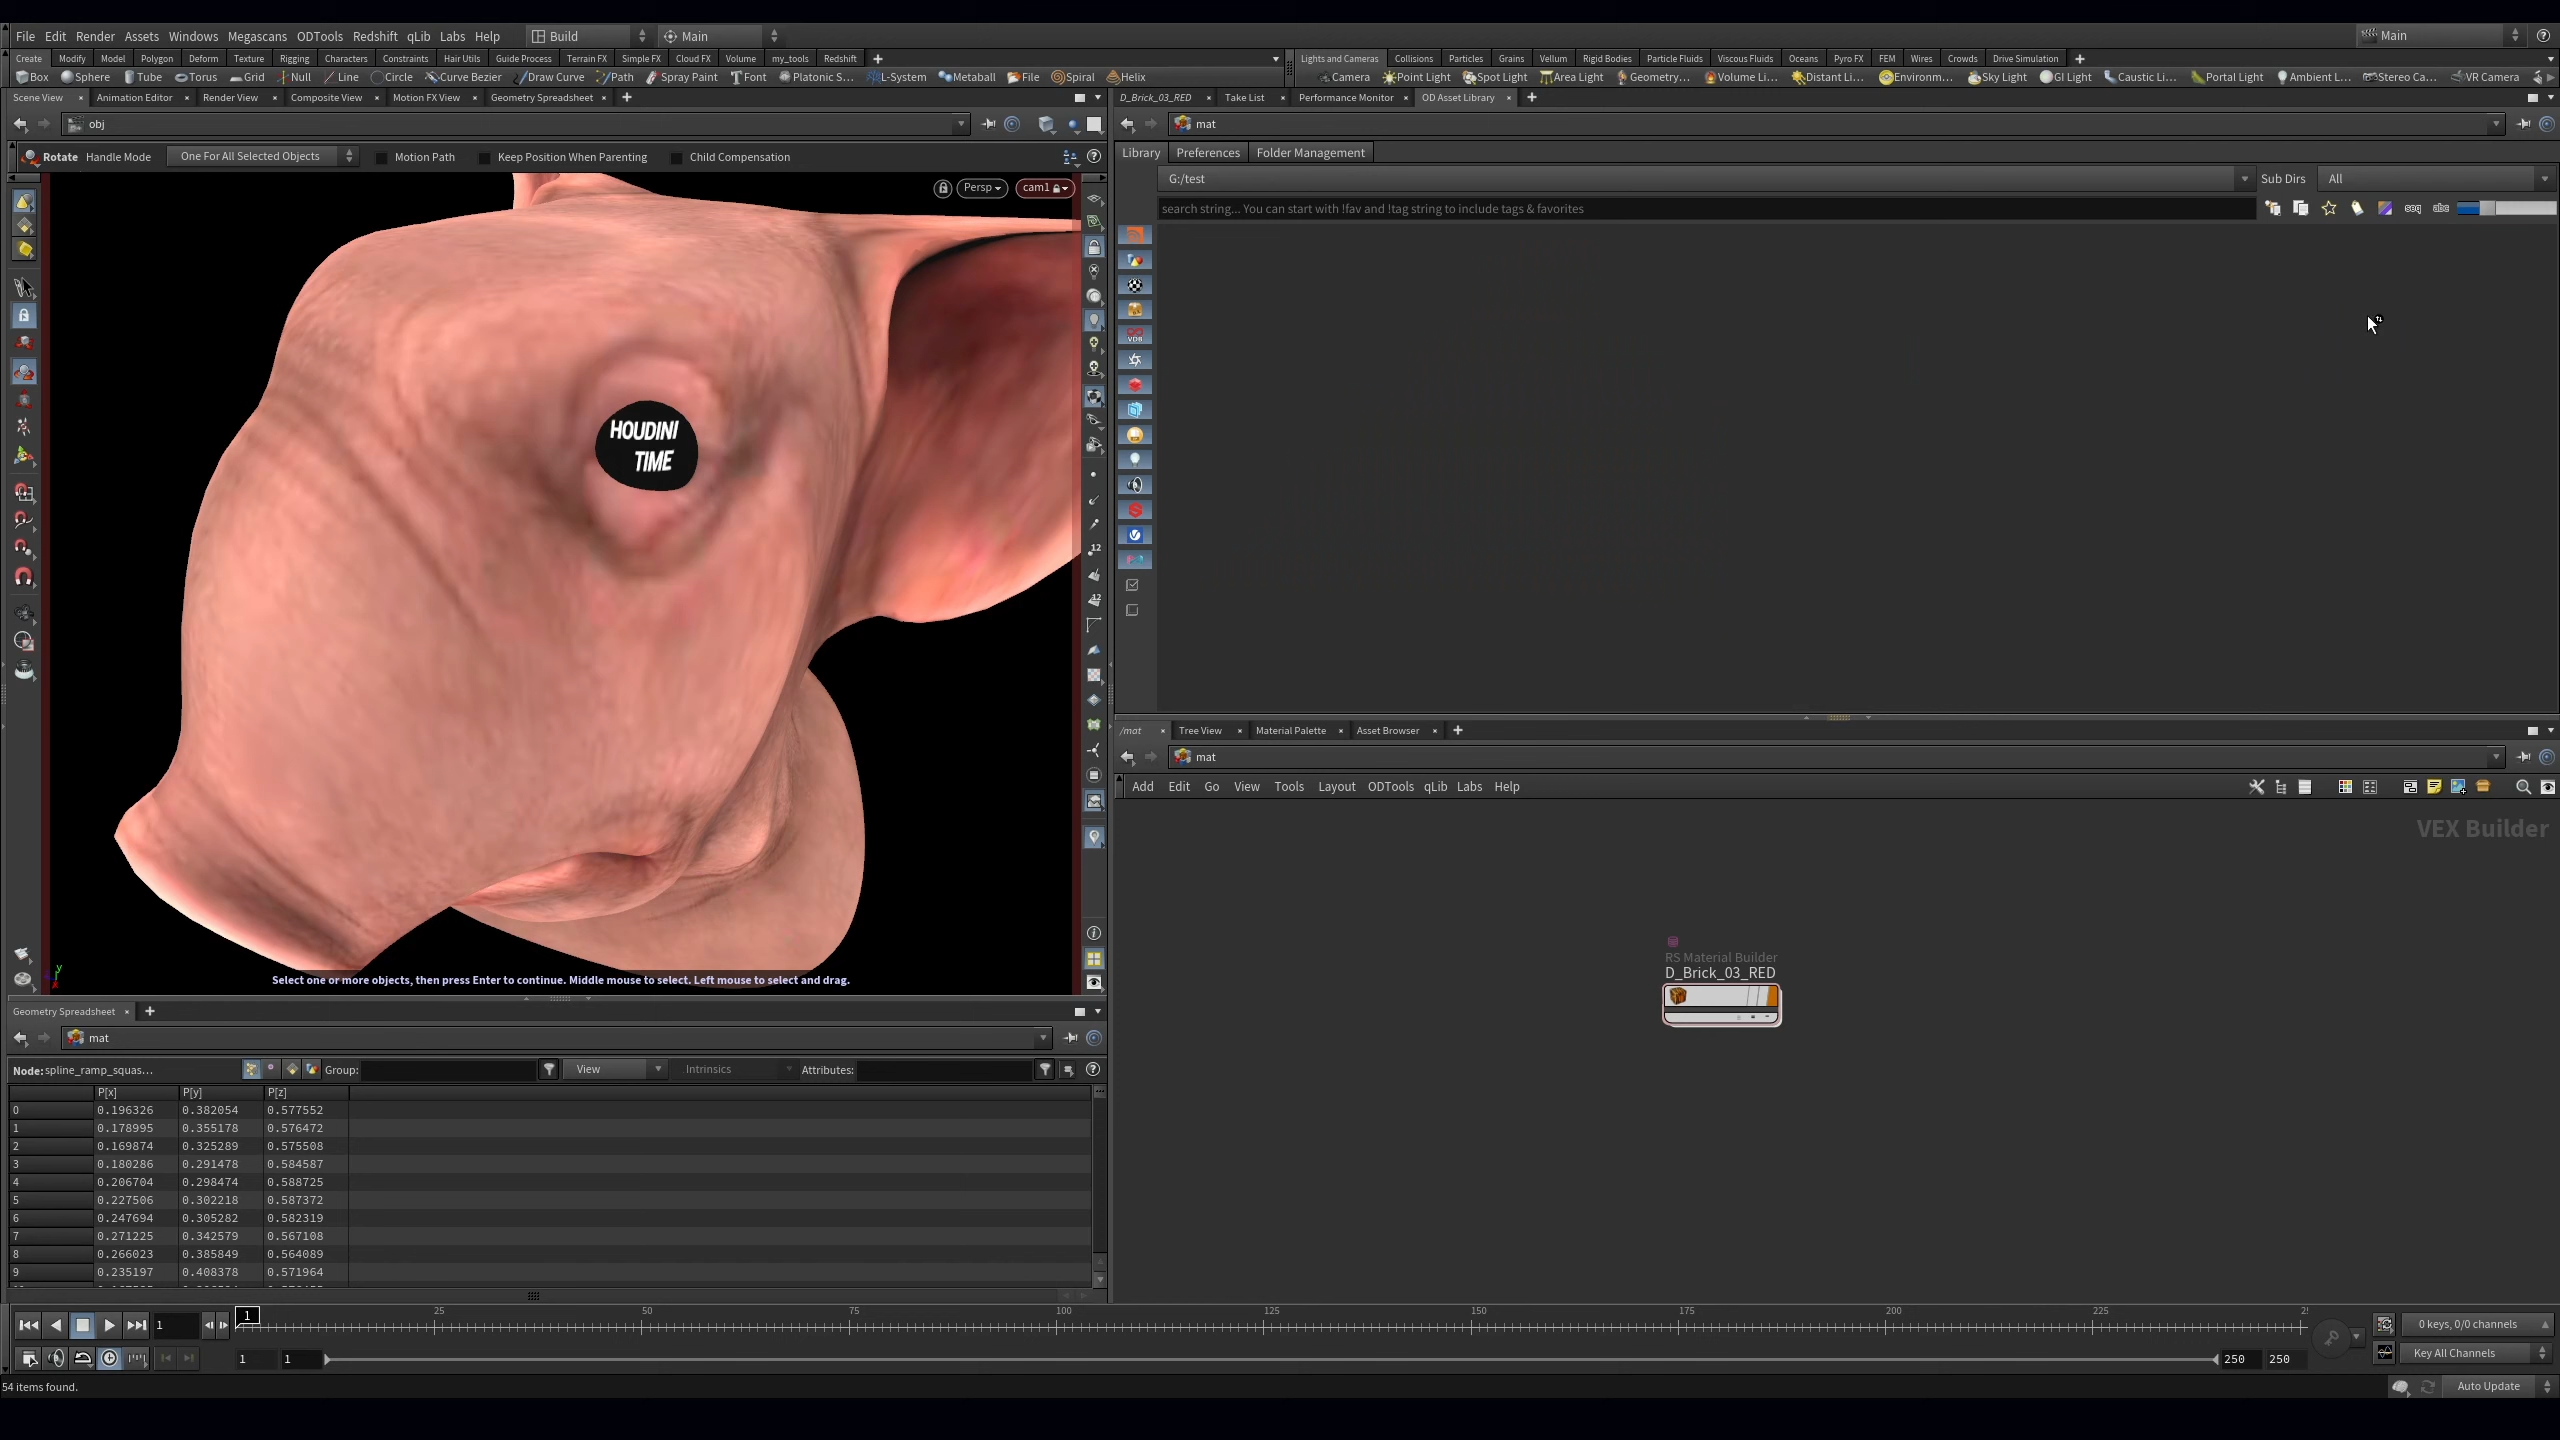 File Edit Render Assets Windows Megascans ODTools Redshift qLib Labs Help Build Main Main
Create Modify Model Polygon Deform Texture Rigging Characters Constraints Hair Utils Guide Process Terrain FX Simple FX Cloud FX Volume my_tools Redshift
Lights and Cameras Collisions Particles Grains Vellum Rigid Bodies Particle Fluids Viscous Fluids Oceans Pyro FX FEM Wires Crowds Drive Simulation
Box Sphere Tube Torus Grid Null Line Circle Curve Bezier Draw Curve Path Spray Paint Font Platonic S... L-System Metaball File Spiral Helix
Camera Point Light Spot Light Area Light Geometry... Volume Li... Distant Li... Environm... Sky Light GI Light Caustic Li... Portal Light Ambient L... Stereo Ca... VR Camera
Scene View Animation Editor Render View Composite View Motion FX View Geometry Spreadsheet
D_Brick_03_RED Take List Performance Monitor OD Asset Library
obj
mat
Rotate Handle Mode One For All Selected Objects Motion Path Keep Position When Parenting Child Compensation
Library Preferences Folder Management
G:/test Sub Dirs All
search string... You can start with !fav and !tag string to include tags & favorites
seq abc
Persp cam1
VDB
HOUDINI
TIME
12
12
y
Select one or more objects, then press Enter to continue. Middle mouse to select. Left mouse to select and drag.
/mat Tree View Material Palette Asset Browser
mat
Add Edit Go View Tools Layout ODTools qLib Labs Help
VEX Builder
RS Material Builder
D_Brick_03_RED
Geometry Spreadsheet
mat
Node: spline_ramp_squas... Group: View Intrinsics Attributes:
P[x] P[y] P[z]
0 0.196326 0.382054 0.577552
1 0.178995 0.355178 0.576472
2 0.169874 0.325289 0.575508
3 0.180286 0.291478 0.584587
4 0.206704 0.298474 0.588725
5 0.227506 0.302218 0.587372
6 0.247694 0.305282 0.582319
7 0.271225 0.342579 0.567108
8 0.266023 0.385849 0.564089
9 0.235197 0.408378 0.571964
1 1 25 50 75 100 125 150 175 200 225
0 keys, 0/0 channels
1 1 250 250 Key All Channels
54 items found. Auto Update